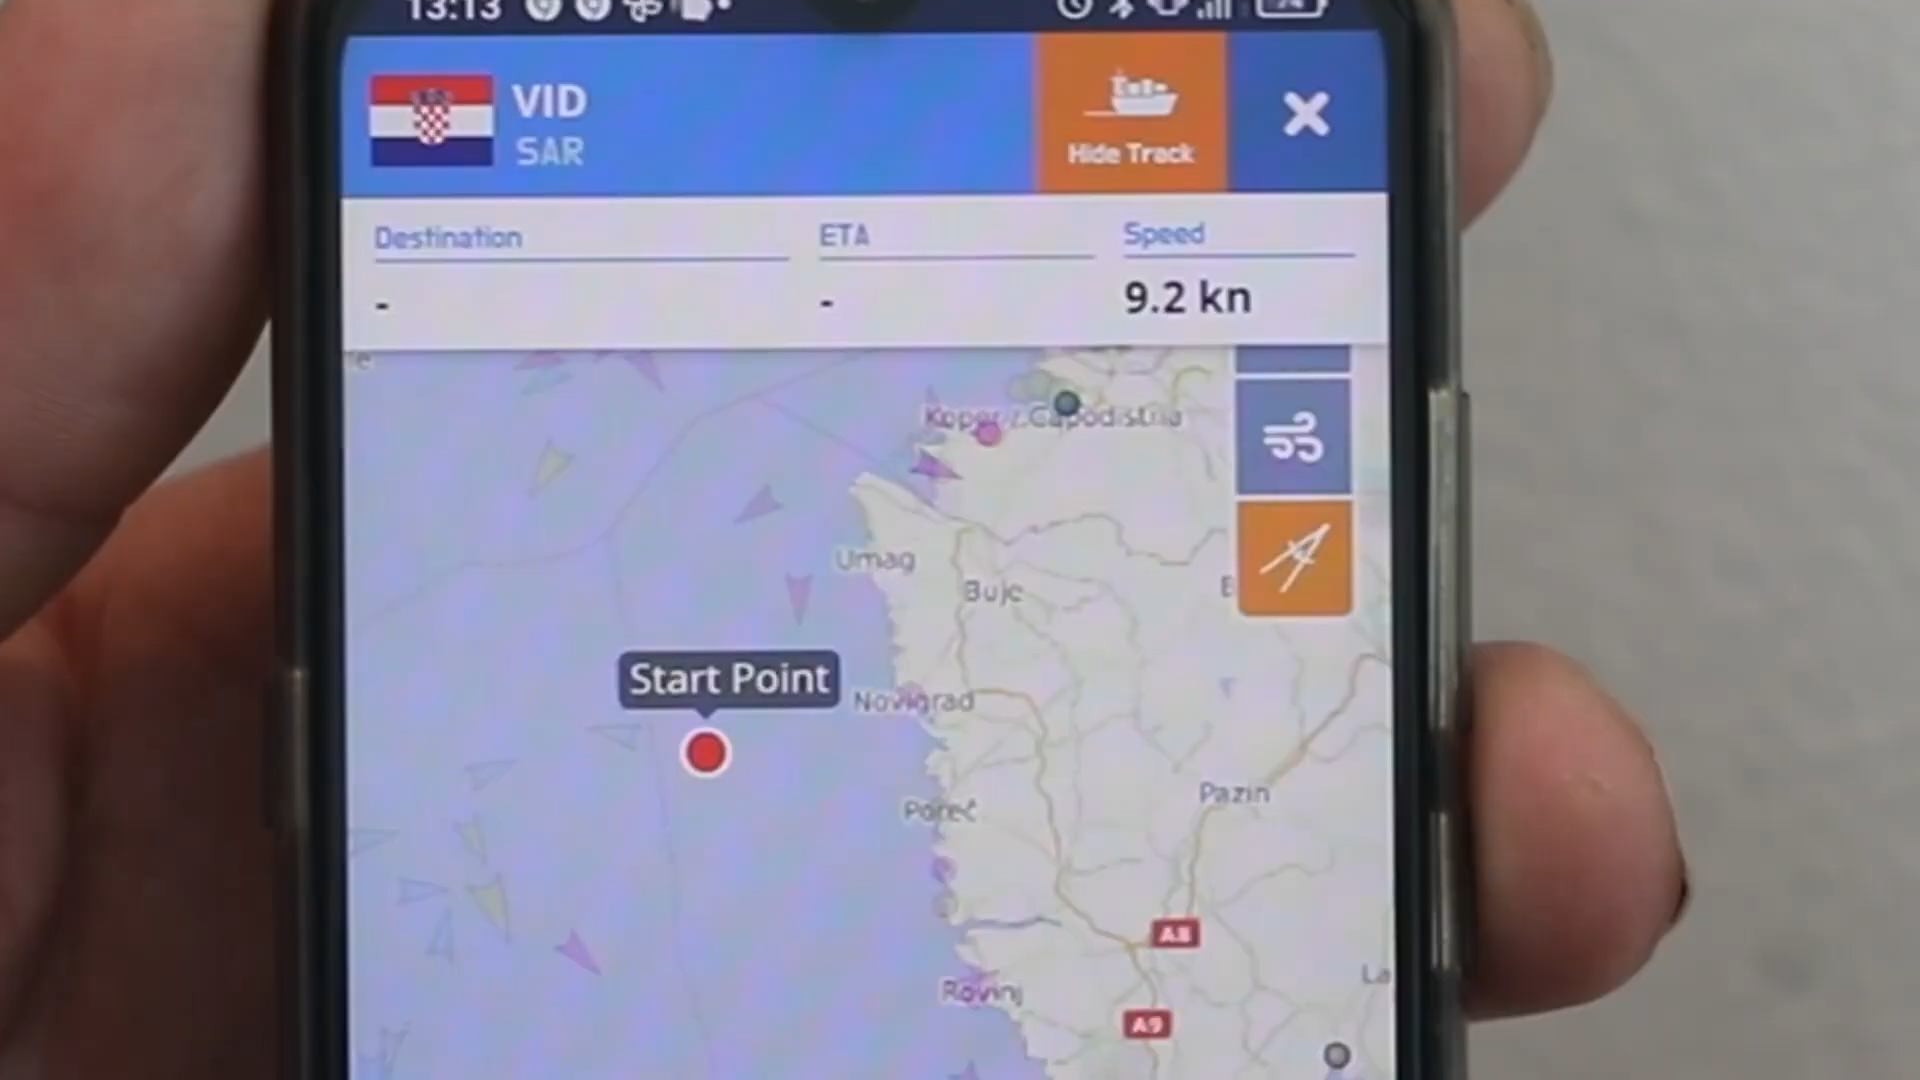 13:13
VID
SAR
Hide Track
Destination
ETA
Speed
-
-
9.2 kn
Koper / Capodistria
Umag
Buje
Start Point
Novigrad
Poreč
Pazin
A8
La
Rovinj
A9